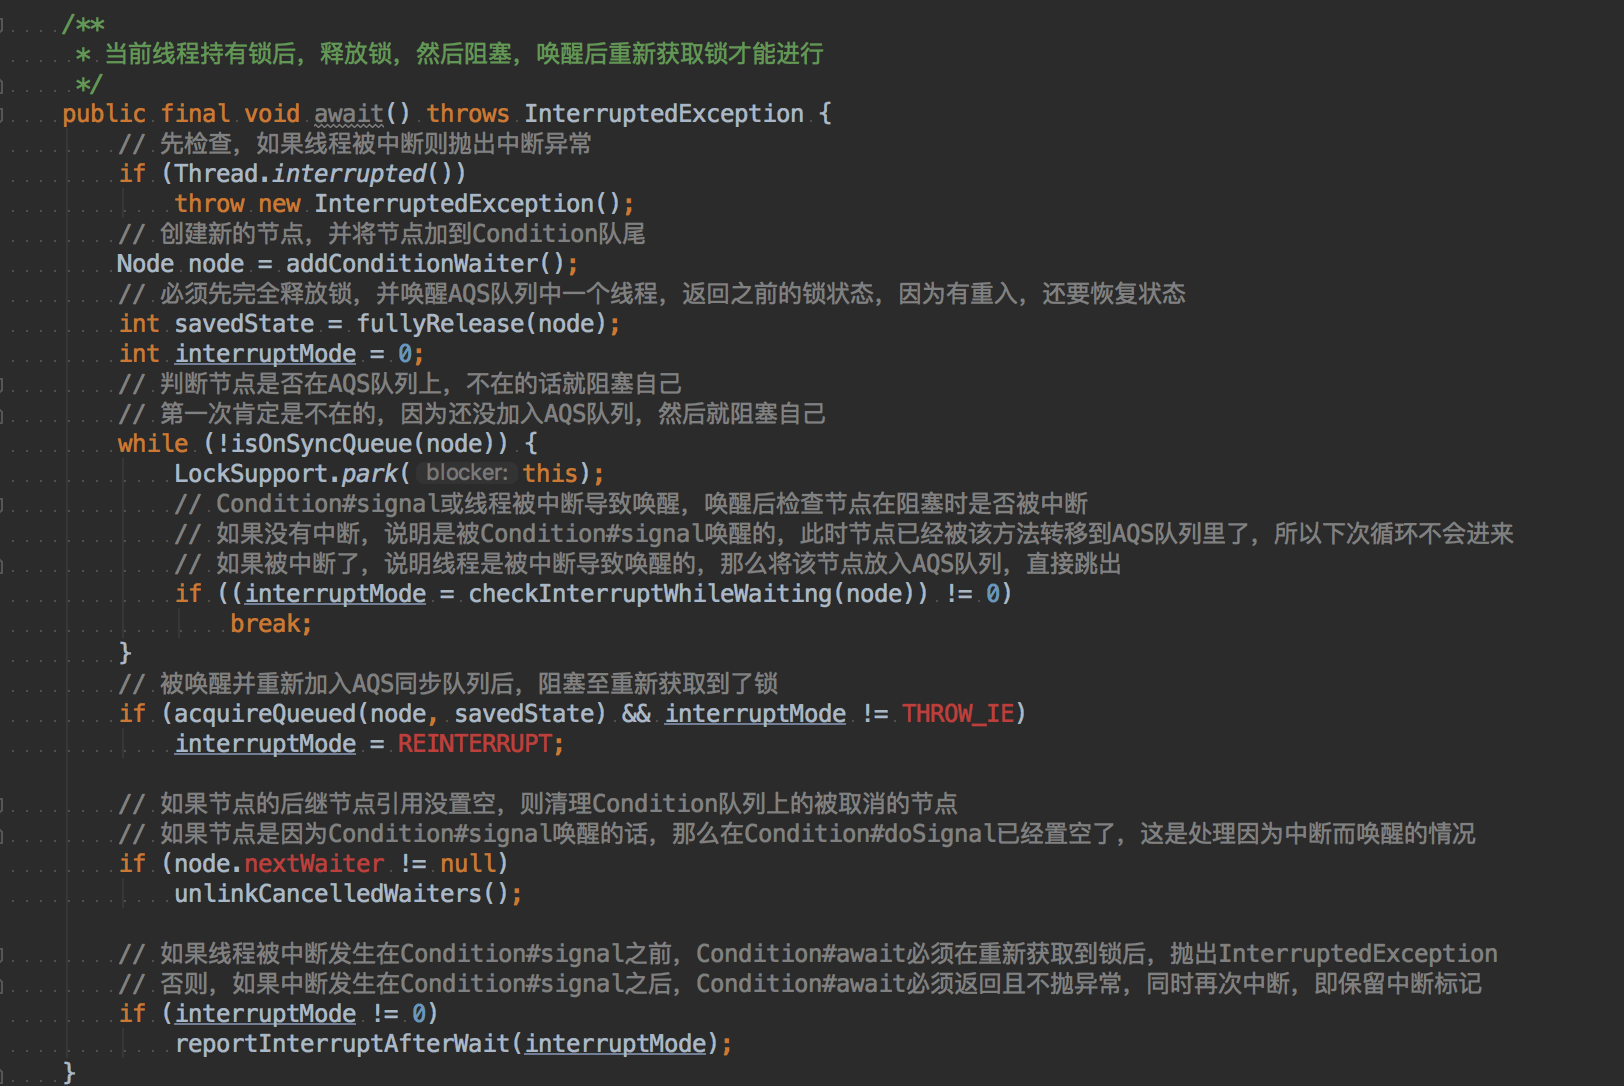 /**
* 当前线程持有锁后，释放锁，然后阻塞，唤醒后重新获取锁才能进行
*/
public final void await() throws InterruptedException {
// 先检查，如果线程被中断则抛出中断异常
if (Thread.interrupted())
throw new InterruptedException();
// 创建新的节点，并将节点加到Condition队尾
Node node = addConditionWaiter();
// 必须先完全释放锁，并唤醒AQS队列中一个线程，返回之前的锁状态，因为有重入，还要恢复状态
int savedState = fullyRelease(node);
int interruptMode = 0;
// 判断节点是否在AQS队列上，不在的话就阻塞自己
// 第一次肯定是不在的，因为还没加入AQS队列，然后就阻塞自己
while (!isOnSyncQueue(node)) {
LockSupport.park( blocker: this);
// Condition#signal或线程被中断导致唤醒，唤醒后检查节点在阻塞时是否被中断
// 如果没有中断，说明是被Condition#signal唤醒的，此时节点已经被该方法转移到AQS队列里了，所以下次循环不会进来
// 如果被中断了，说明线程是被中断导致唤醒的，那么将该节点放入AQS队列，直接跳出
if ((interruptMode = checkInterruptWhileWaiting(node)) != 0)
break;
}
// 被唤醒并重新加入AQS同步队列后，阻塞至重新获取到了锁
if (acquireQueued(node, savedState) && interruptMode != THROW_IE)
interruptMode = REINTERRUPT;
// 如果节点的后继节点引用没置空，则清理Condition队列上的被取消的节点
// 如果节点是因为Condition#signal唤醒的话，那么在Condition#doSignal已经置空了，这是处理因为中断而唤醒的情况
if (node.nextWaiter != null)
unlinkCancelledWaiters();
// 如果线程被中断发生在Condition#signal之前，Condition#await必须在重新获取到锁后，抛出InterruptedException
// 否则，如果中断发生在Condition#signal之后，Condition#await必须返回且不抛异常，同时再次中断，即保留中断标记
if (interruptMode != 0)
reportInterruptAfterWait(interruptMode);
}